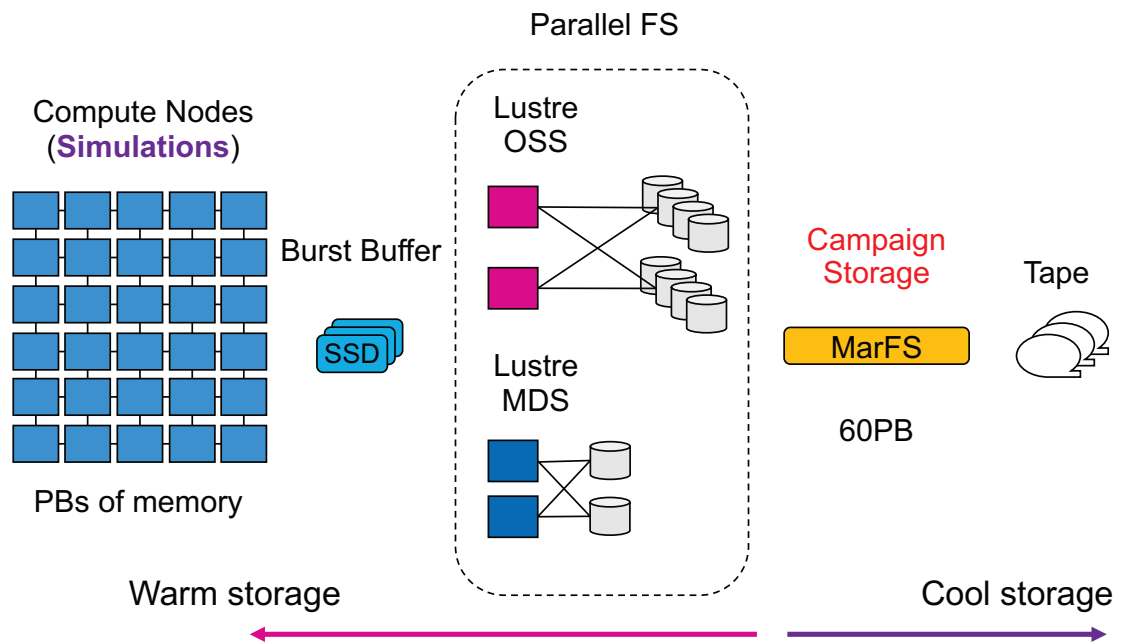 Parallel FS
Compute Nodes
(Simulations)
PBs of memory
Burst Buffer
SSD
Lustre
OSS
Lustre
MDS
Campaign
Storage
MarFS
60PB
Tape
Warm storage
Cool storage